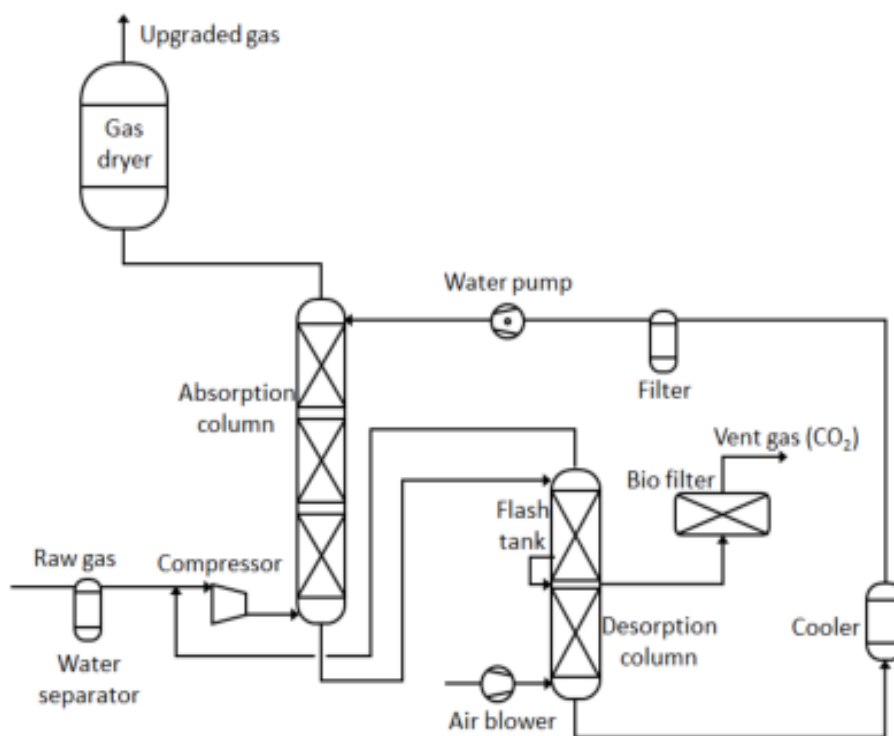 Upgraded gas
Gas
dryer
Water pump
Absorption
column
Filter
Vent gas (CO₂)
Bio filter
Flash
tank
Raw gas
Compressor
Desorption
column
Cooler
Water
separator
Air blower